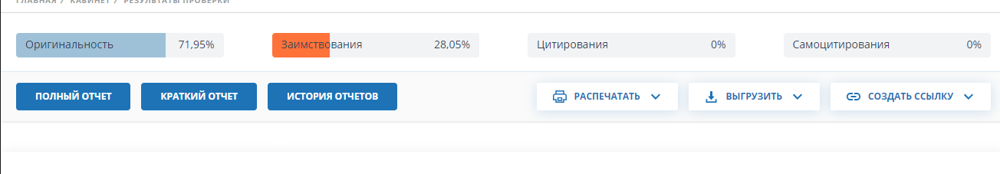 ГЛАВНАЯ / КАБИНЕТ / РЕЗУЛЬТАТЫ ПРОВЕРКИ
Оригинальность 71,95% Заимствования 28,05% Цитирования 0% Самоцитирования 0%
ПОЛНЫЙ ОТЧЕТ КРАТКИЙ ОТЧЕТ ИСТОРИЯ ОТЧЕТОВ РАСПЕЧАТАТЬ ВЫГРУЗИТЬ СОЗДАТЬ ССЫЛКУ